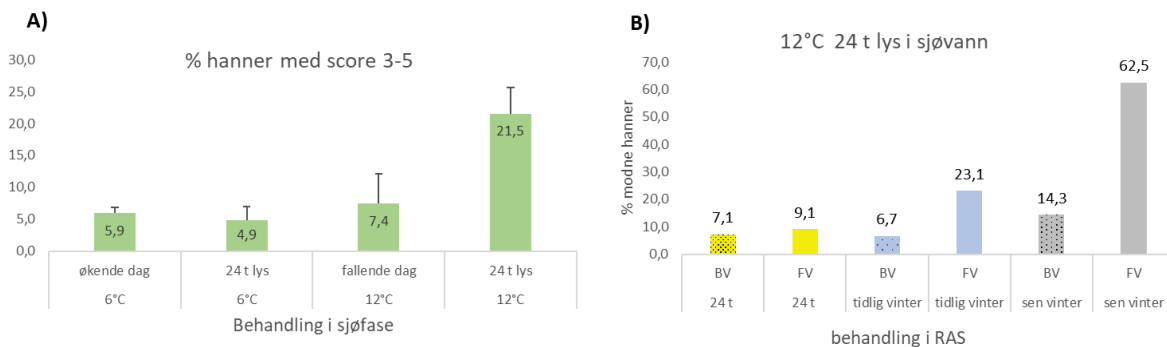 A)
% hanner med score 3-5
30,0
25,0
20,0
15,0
10,0
5,0
0,0
5,9
4,9
7,4
21,5
økende dag
24 t lys
fallende dag
24 t lys
6°C
6°C
12°C
12°C
Behandling i sjøfase
B)
12°C 24 t lys i sjøvann
% modne hanner
70,0
60,0
50,0
40,0
30,0
20,0
10,0
0,0
7,1
9,1
6,7
23,1
14,3
62,5
BV
FV
BV
FV
BV
FV
24 t
24 t
tidlig vinter
tidlig vinter
sen vinter
sen vinter
behandling i RAS